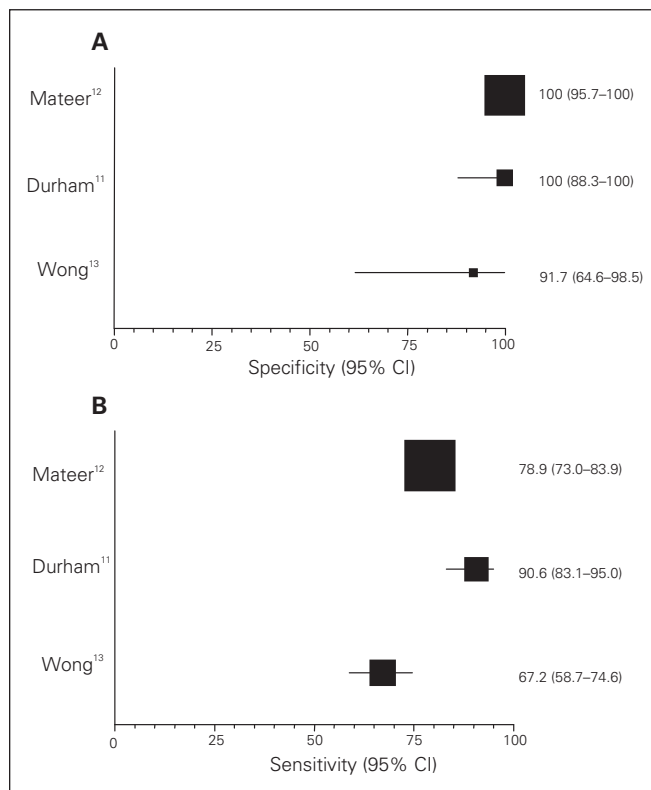 A
Mateer¹² 100 (95.7–100)
Durham¹¹ 100 (88.3–100)
Wong¹³ 91.7 (64.6–98.5)
0 25 50 75 100
Specificity (95% CI)
B
Mateer¹² 78.9 (73.0–83.9)
Durham¹¹ 90.6 (83.1–95.0)
Wong¹³ 67.2 (58.7–74.6)
0 25 50 75 100
Sensitivity (95% CI)